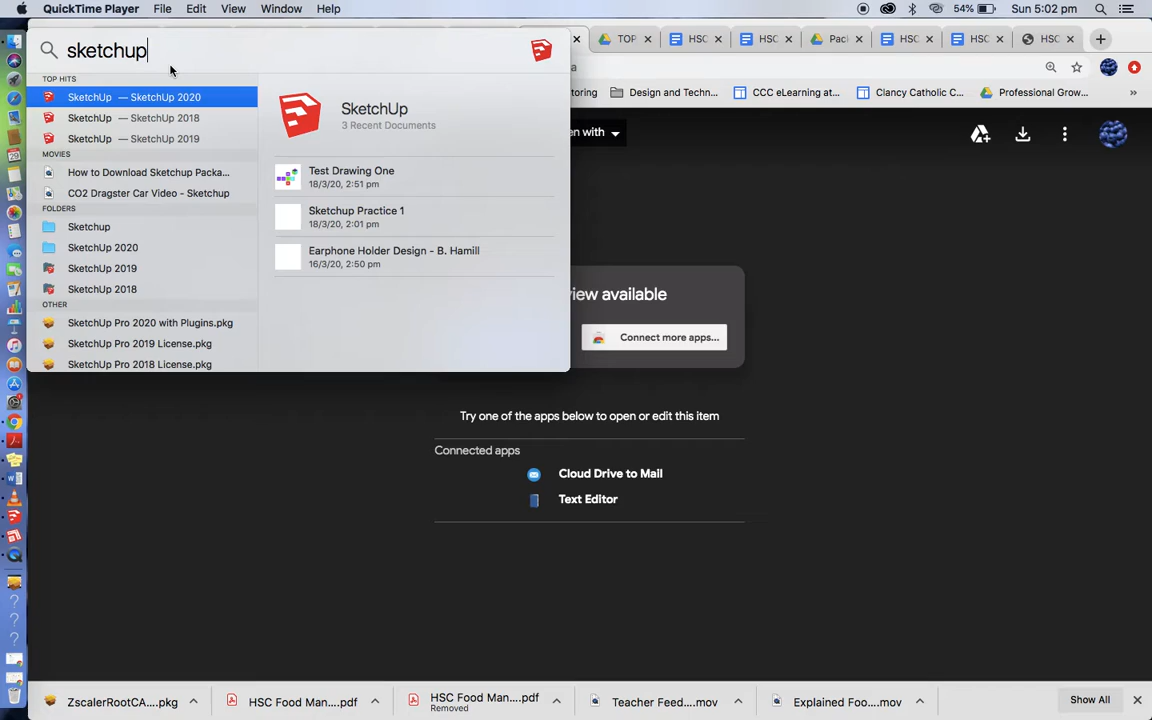 QuickTime Player File Edit View Window Help
54% Sun 5:02 pm
sketchup
TOP HITS
SketchUp — SketchUp 2020
SketchUp — SketchUp 2018
SketchUp — SketchUp 2019
MOVIES
How to Download Sketchup Packa...
CO2 Dragster Car Video - Sketchup
FOLDERS
Sketchup
SketchUp 2020
SketchUp 2019
SketchUp 2018
OTHER
SketchUp Pro 2020 with Plugins.pkg
SketchUp Pro 2019 License.pkg
SketchUp Pro 2018 License.pkg
SketchUp
3 Recent Documents
Test Drawing One
18/3/20, 2:51 pm
Sketchup Practice 1
18/3/20, 2:01 pm
Earphone Holder Design - B. Hamill
16/3/20, 2:50 pm
TOP HSC HSC Pack HSC HSC HSC
a
toring Design and Techn... CCC eLearning at... Clancy Catholic C... Professional Grow... »
en with
view available
Connect more apps...
Try one of the apps below to open or edit this item
Connected apps
Cloud Drive to Mail
Text Editor
ZscalerRootCA....pkg HSC Food Man....pdf HSC Food Man....pdf Teacher Feed....mov Explained Foo....mov Show All
Removed